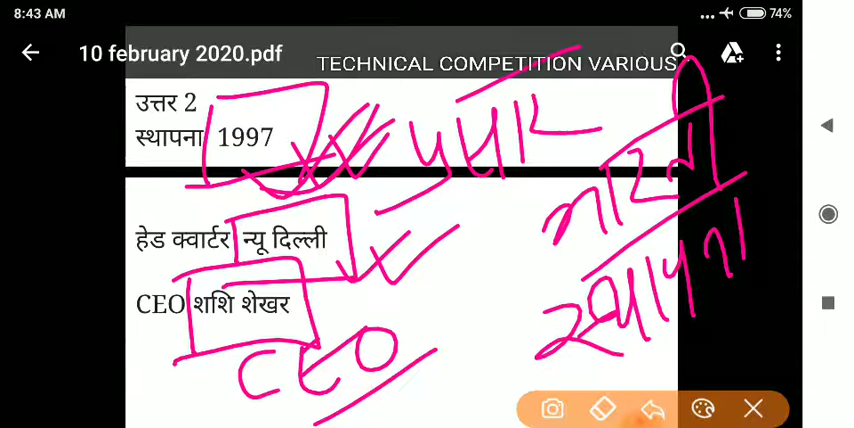 8:43 AM
74%
10 february 2020.pdf
TECHNICAL COMPETITION VARIOUS
उत्तर 2
स्थापना 1997
प्रसार
भारती
हेड क्वार्टर न्यू दिल्ली
स्थापना
CEO शशि शेखर
CEO